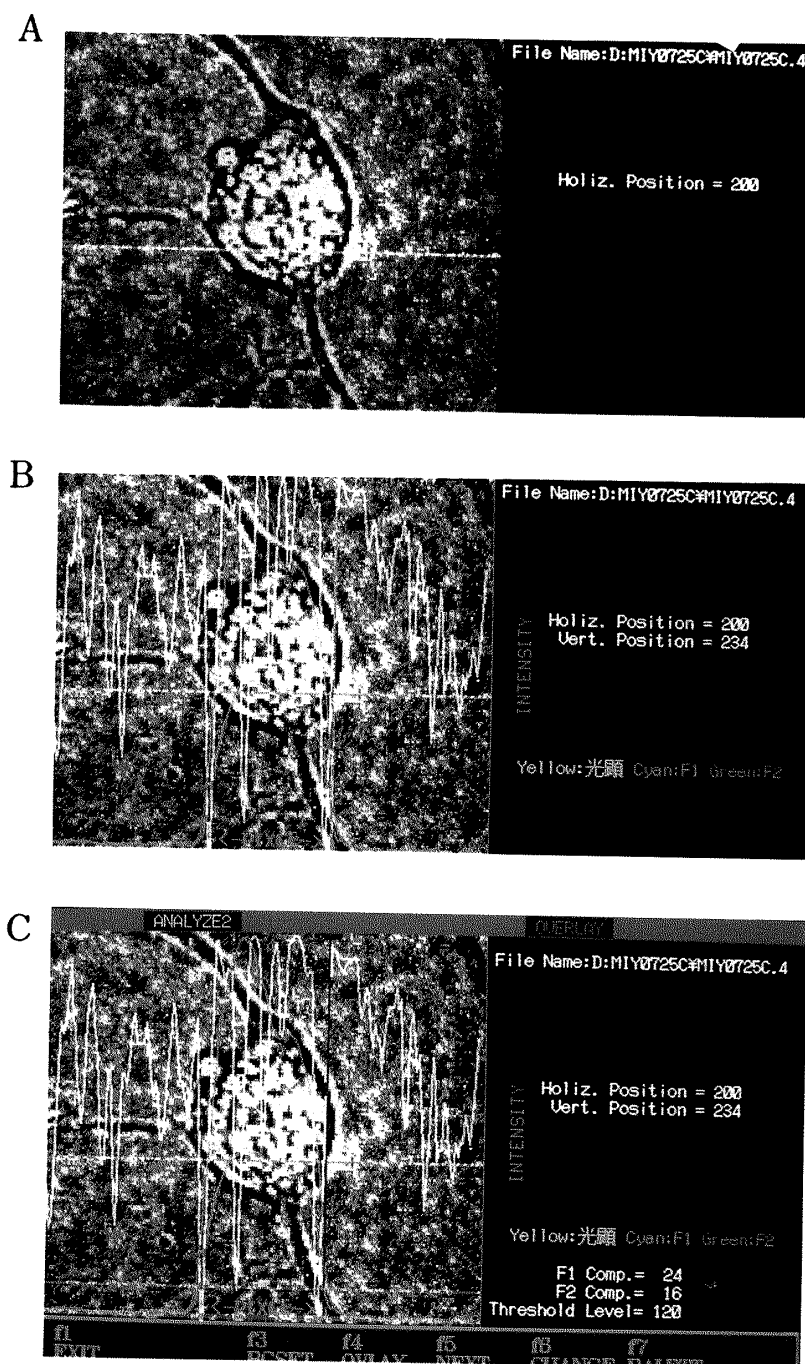 A
File Name:D:MIY0725C¥MIY0725C.4
Holiz. Position = 200
B
File Name:D:MIY0725C¥MIY0725C.4
Holiz. Position = 200
Vert. Position = 234
INTENSITY
Yellow:光顕 Cyan:F1 Green:F2
C
ANALYZE2 OVERLAY
File Name:D:MIY0725C¥MIY0725C.4
Holiz. Position = 200
Vert. Position = 234
INTENSITY
Yellow:光顕 Cyan:F1 Green:F2
F1 Comp.= 24
F2 Comp.= 16
Threshold Level= 120
f1 f3 f4 f5 f6 f7
EXIT